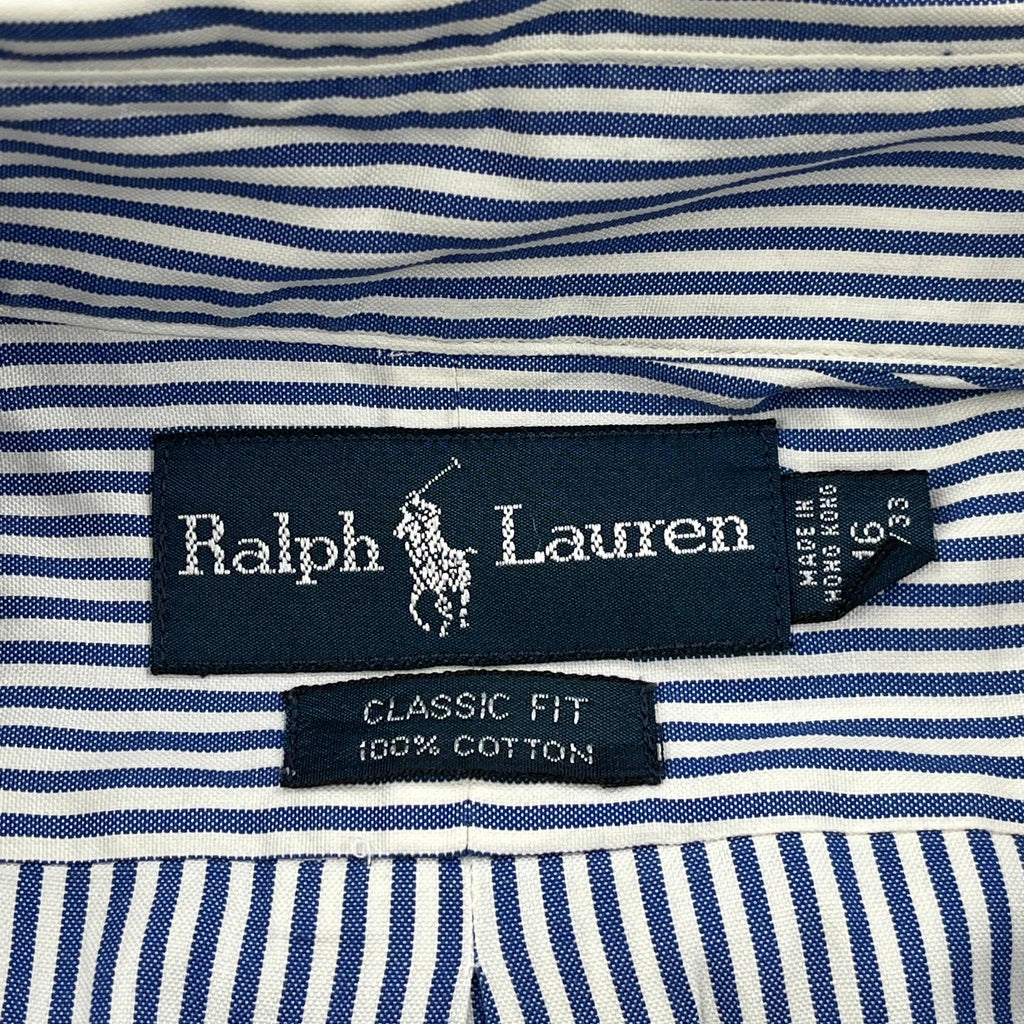 Ralph Lauren
MADE IN
HONG KONG
16
/33
CLASSIC FIT
100% COTTON